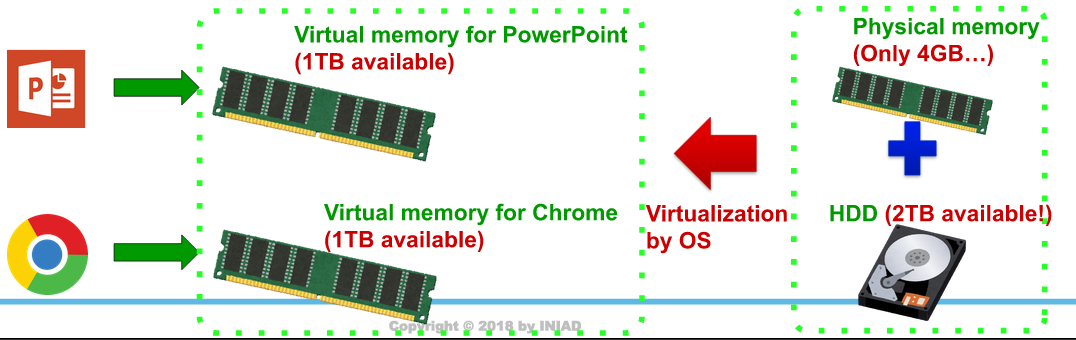 Virtual memory for PowerPoint
(1TB available)
Physical memory
(Only 4GB…)
P
Virtual memory for Chrome
(1TB available)
Virtualization
by OS
HDD (2TB available!)
Copyright © 2018 by INIAD